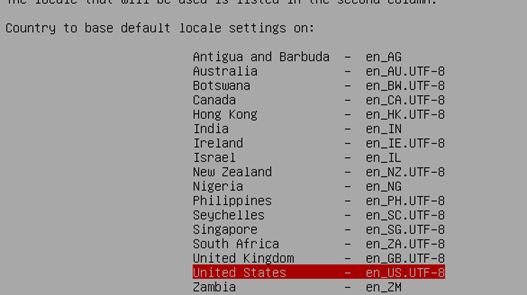 The locale that will be used is listed in the second column.
Country to base default locale settings on:
Antigua and Barbuda - en_AG
Australia - en_AU.UTF-8
Botswana - en_BW.UTF-8
Canada - en_CA.UTF-8
Hong Kong - en_HK.UTF-8
India - en_IN
Ireland - en_IE.UTF-8
Israel - en_IL
New Zealand - en_NZ.UTF-8
Nigeria - en_NG
Philippines - en_PH.UTF-8
Seychelles - en_SC.UTF-8
Singapore - en_SG.UTF-8
South Africa - en_ZA.UTF-8
United Kingdom - en_GB.UTF-8
United States - en_US.UTF-8
Zambia - en_ZM